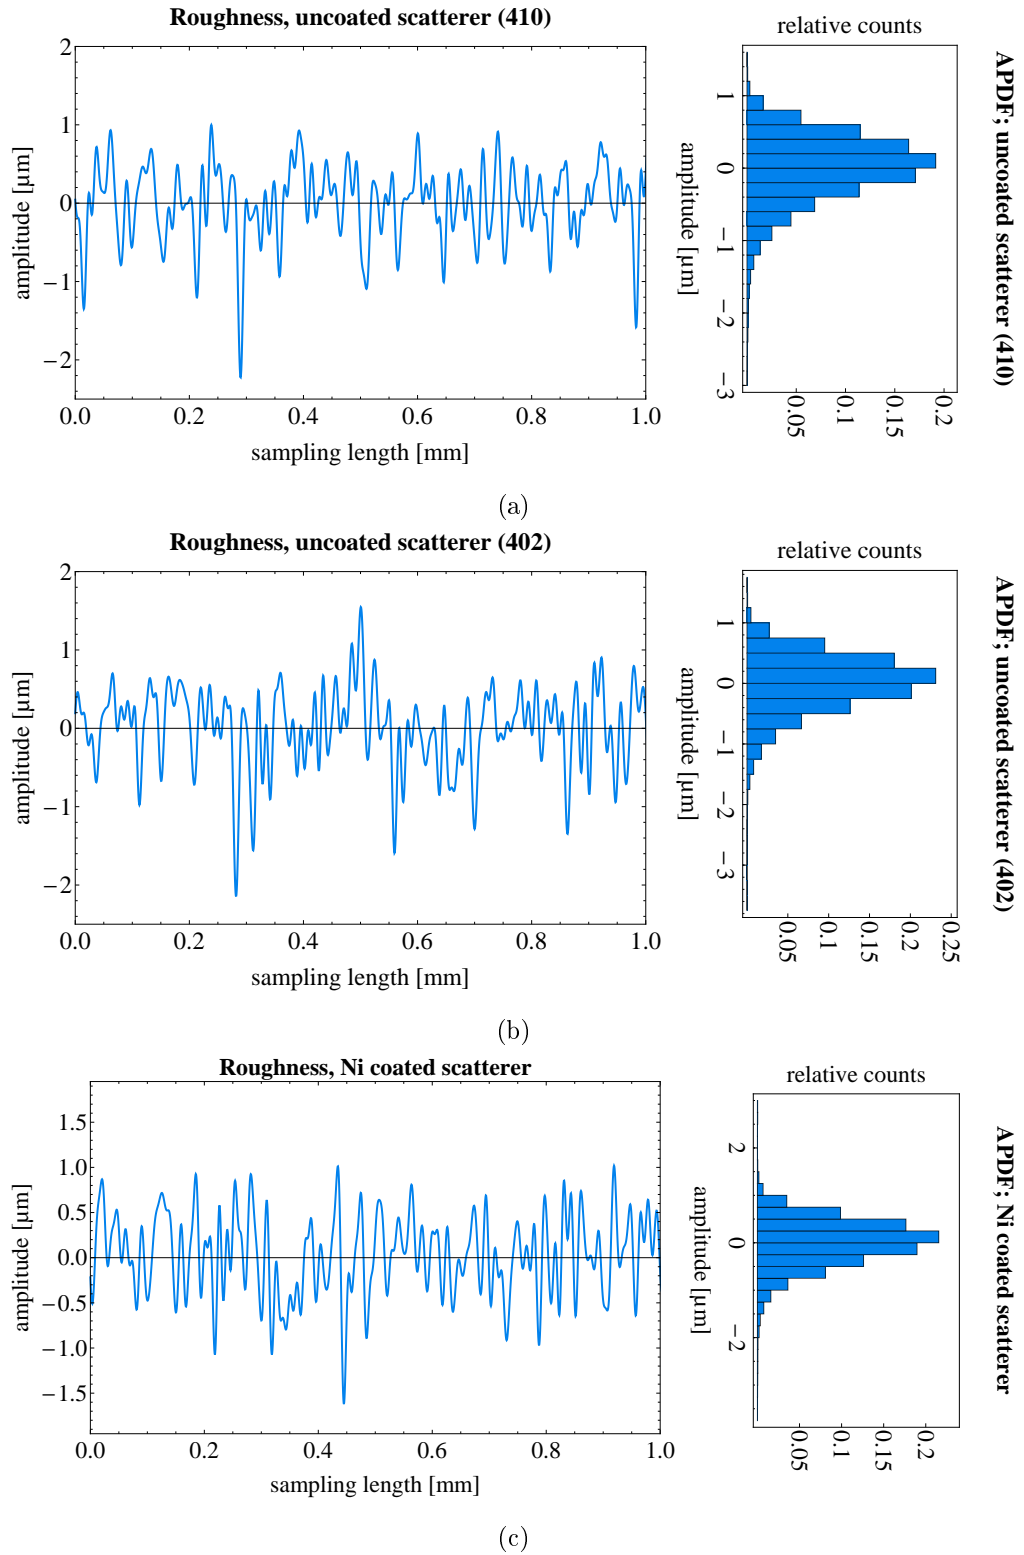 Roughness, uncoated scatterer (410)
amplitude [μm]
2
1
0
−1
−2
0.0 0.2 0.4 0.6 0.8 1.0
sampling length [mm]
relative counts
amplitude [μm]
1
0
−1
−2
−3
0.05 0.1 0.15 0.2
APDF; uncoated scatterer (410)
(a)
Roughness, uncoated scatterer (402)
amplitude [μm]
2
1
0
−1
−2
0.0 0.2 0.4 0.6 0.8 1.0
sampling length [mm]
relative counts
amplitude [μm]
1
0
−1
−2
−3
0.05 0.1 0.15 0.2 0.25
APDF; uncoated scatterer (402)
(b)
Roughness, Ni coated scatterer
amplitude [μm]
1.5
1.0
0.5
0.0
−0.5
−1.0
−1.5
0.0 0.2 0.4 0.6 0.8 1.0
sampling length [mm]
relative counts
amplitude [μm]
2
0
−2
0.05 0.1 0.15 0.2
APDF; Ni coated scatterer
(c)